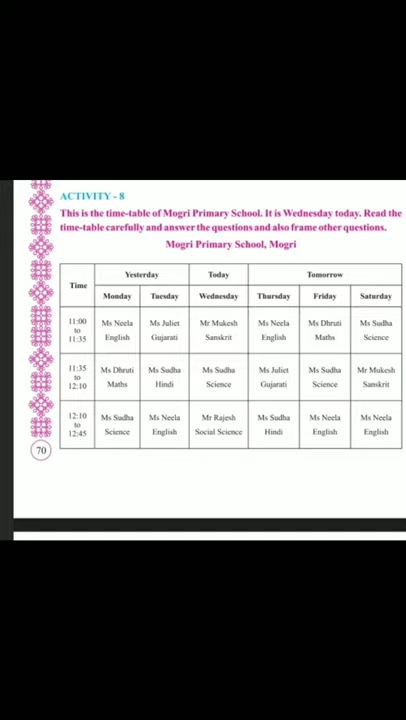 ACTIVITY - 8
This is the time-table of Mogri Primary School. It is Wednesday today. Read the
time-table carefully and answer the questions and also frame other questions.
Mogri Primary School, Mogri
Time Yesterday Today Tomorrow
Monday Tuesday Wednesday Thursday Friday Saturday
11:00 to 11:35 Ms Neela English Ms Juliet Gujarati Mr Mukesh Sanskrit Ms Neela English Ms Dhruti Maths Ms Sudha Science
11:35 to 12:10 Ms Dhruti Maths Ms Sudha Hindi Ms Sudha Science Ms Juliet Gujarati Ms Sudha Science Mr Mukesh Sanskrit
12:10 to 12:45 Ms Sudha Science Ms Neela English Mr Rajesh Social Science Ms Sudha Hindi Ms Neela English Ms Neela English
70